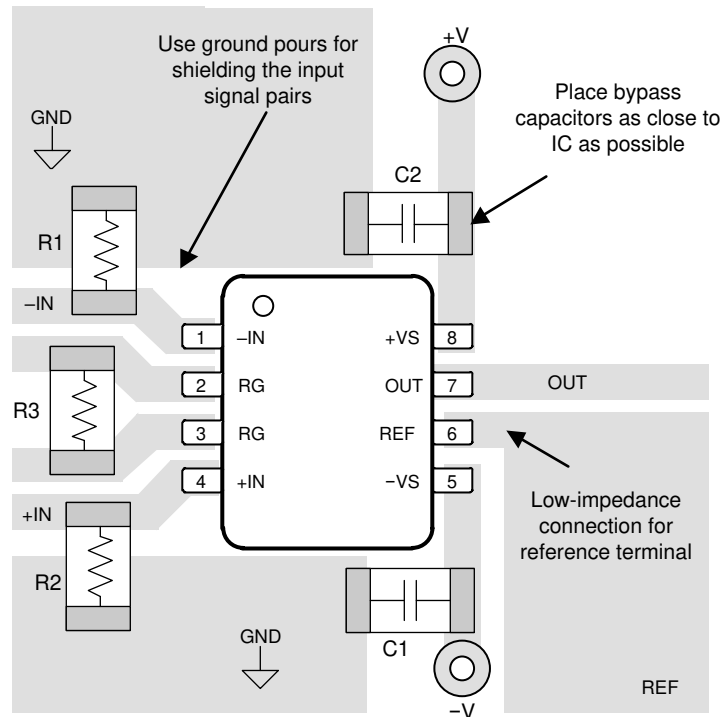 Use ground pours for
shielding the input
signal pairs
+V
Place bypass
capacitors as close to
IC as possible
GND
C2
R1
−IN
1
−IN
+VS
8
2
RG
OUT
7
OUT
R3
3
RG
REF
6
4
+IN
−VS
5
+IN
Low-impedance
connection for
reference terminal
R2
GND
C1
REF
−V